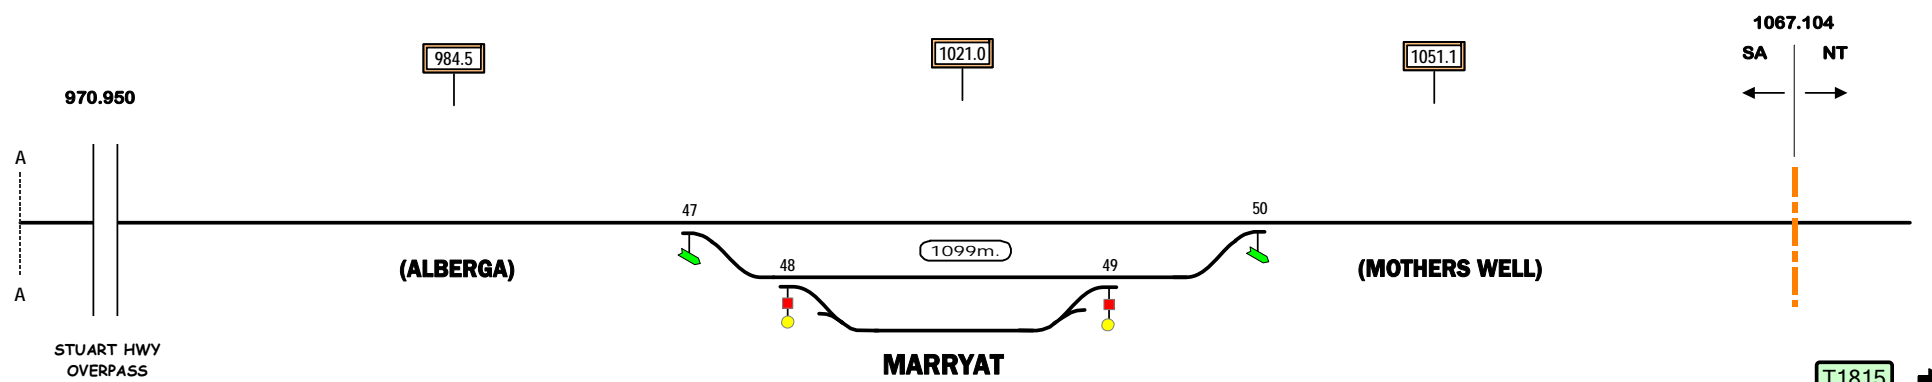 1067.104
SA NT
984.5
1021.0
1051.1
970.950
A
47
50
1099m.
(ALBERGA)
48
49
(MOTHERS WELL)
A
STUART HWY
OVERPASS
MARRYAT
T1815